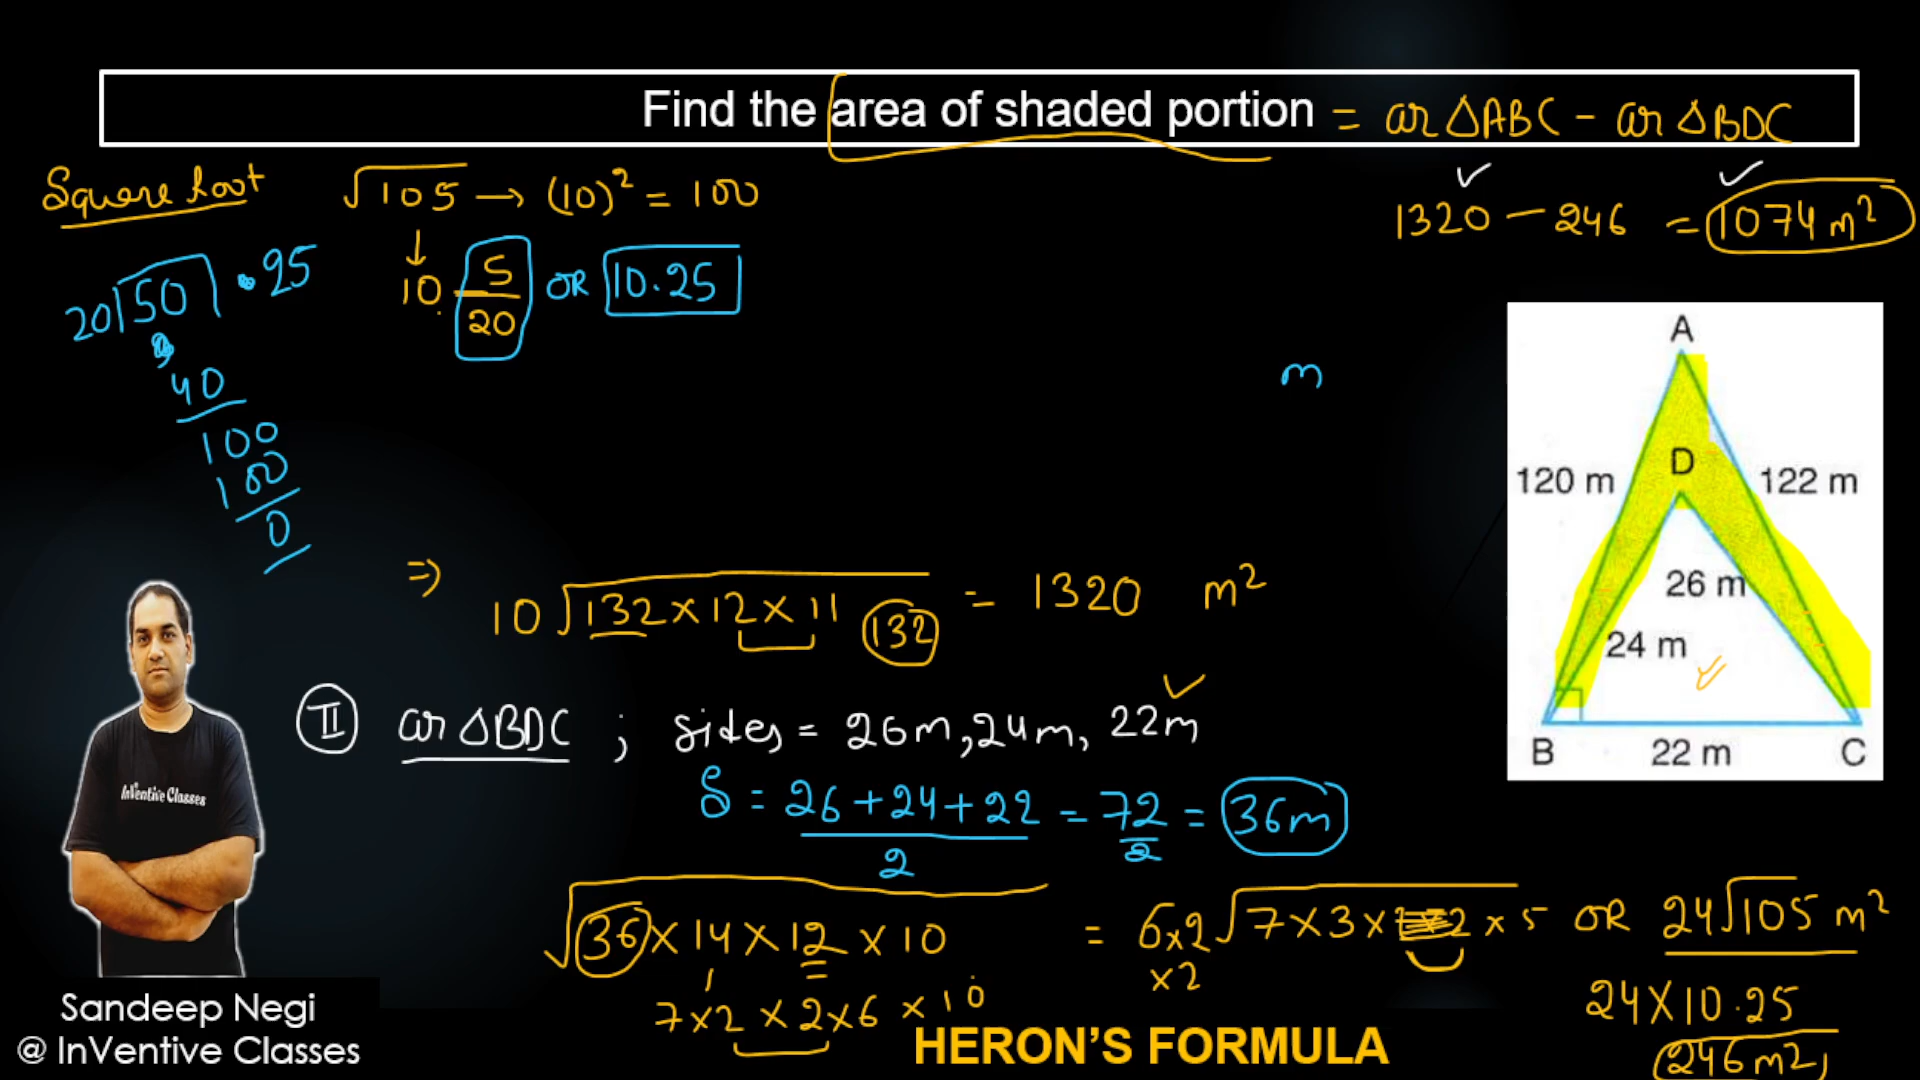 Find the area of shaded portion = ar △ABC - ar △BDC
1320 - 246 = 1074 m²
Square Root
√105 → (10)² = 100
↓
10 5/20 OR 10.25
20)50(.25
40
100
100
0
m
A
D
120 m
122 m
26 m
24 m
B
22 m
C
⇒ 10√132×12×11 (132) = 1320 m²
II ar △BDC ; sides = 26m, 24m, 22m
S = 26+24+22/2 = 72/2 = 36m
√36×14×12×10 = 6×2√7×3× 2×5 OR 24√105 m²
×2
7×2 × 2×6 ×10
24×10.25
246 m2
InVentive Classes
Sandeep Negi
@ InVentive Classes
HERON'S FORMULA